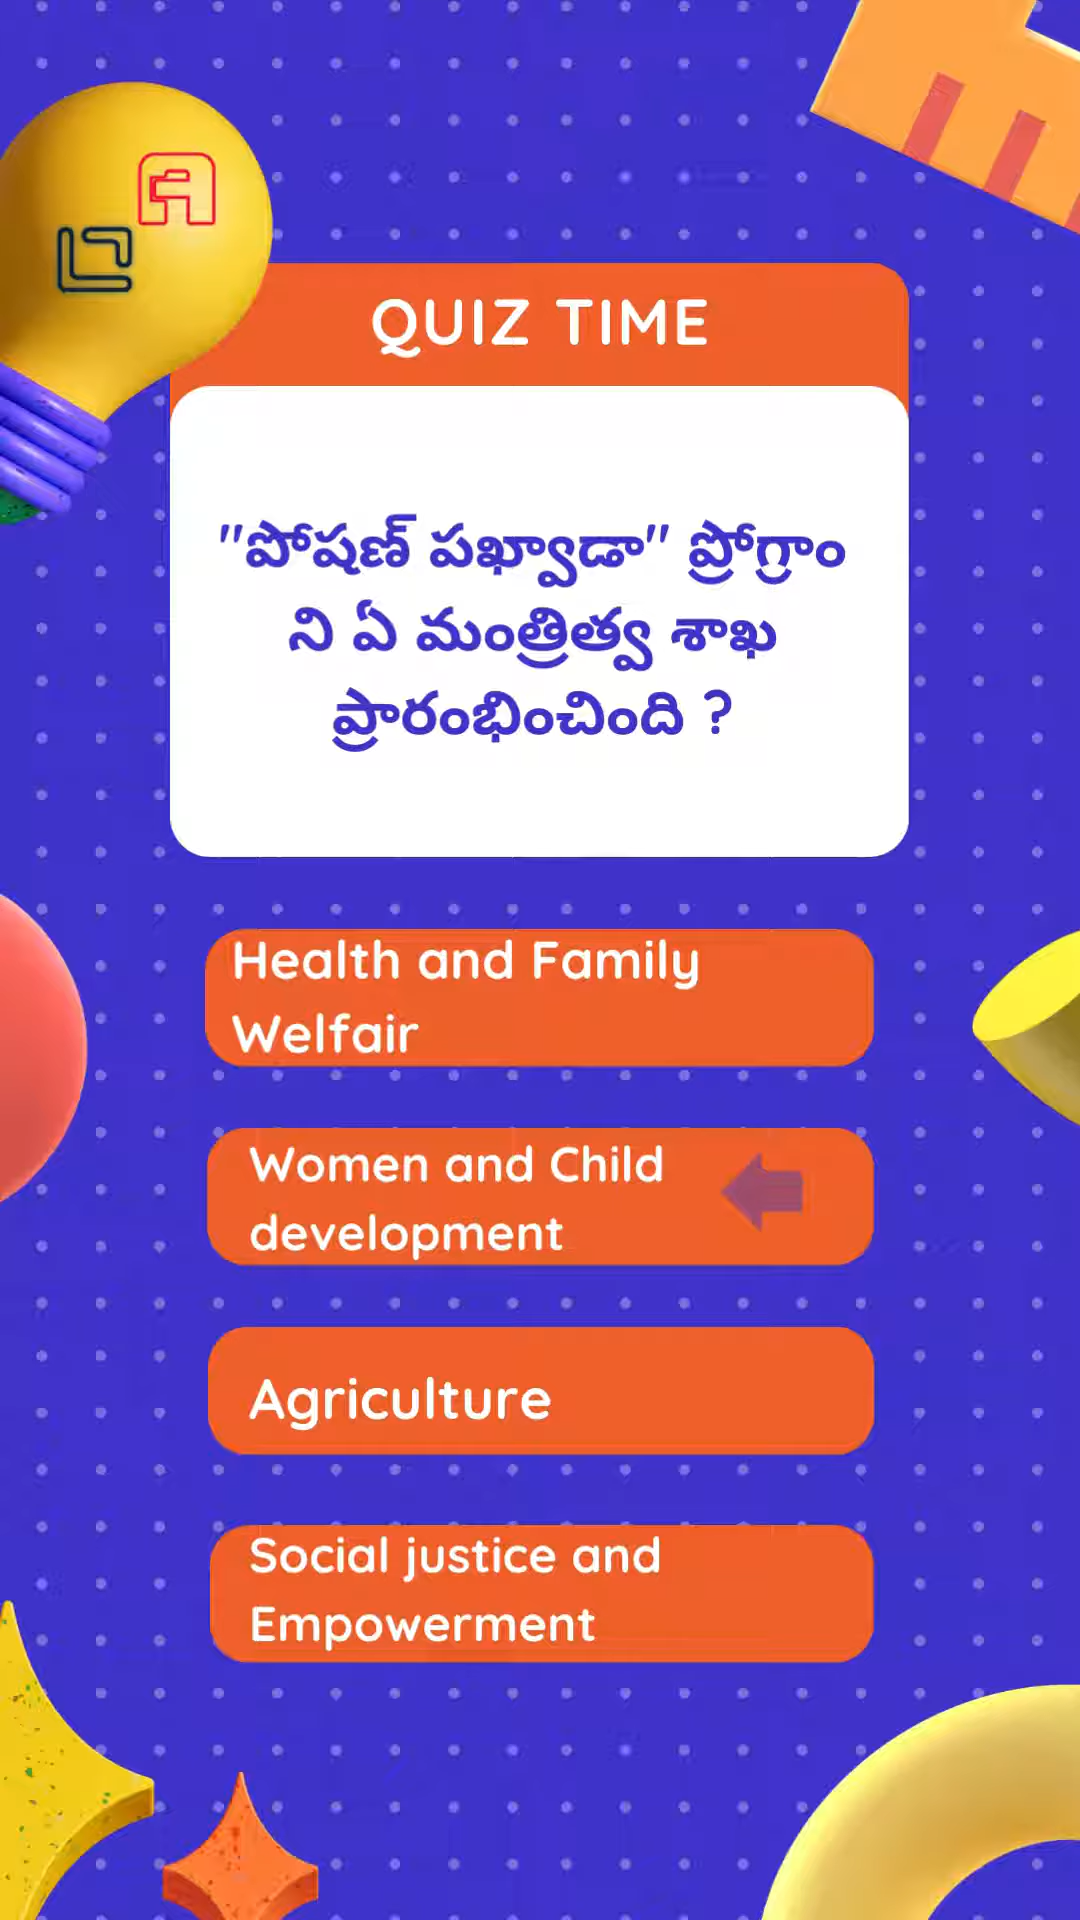 QUIZ TIME
"పోషణ్ పఖ్వాడా" ప్రోగ్రాం
ని ఏ మంత్రిత్వ శాఖ
ప్రారంభించింది ?
Health and Family
Welfair
Women and Child
development
Agriculture
Social justice and
Empowerment